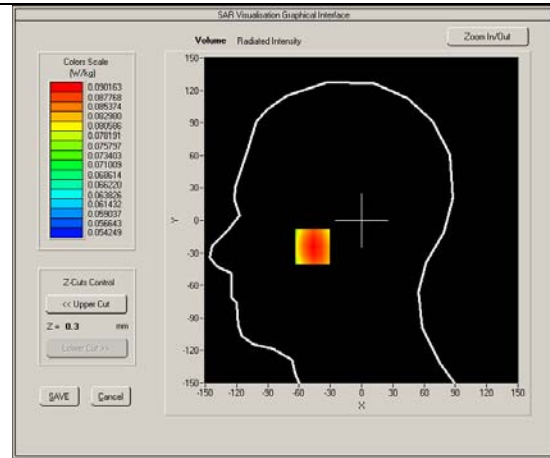 SAR Visualisation Graphical Interface
Volume Radiated Intensity
Zoom In/Out
Colors Scale
(W/kg)
0.090163
0.087768
0.085374
0.082980
0.080586
0.078191
0.075797
0.073403
0.071009
0.068614
0.066220
0.063826
0.061432
0.059037
0.056643
0.054249
Z-Cuts Control
<< Upper Cut
Z = 0.3 mm
Lower Cut >>
SAVE Cancel
150
120
90
60
30
0
-30
-60
-90
-120
-150
Y
-150 -120 -90 -60 -30 0 30 60 90 120 150
X